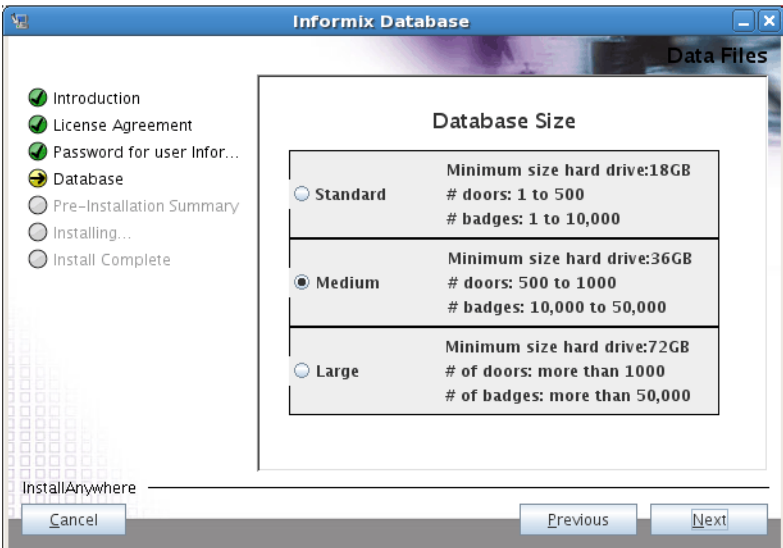 Informix Database
Data Files
Introduction
License Agreement
Password for user Infor...
Database
Pre-Installation Summary
Installing...
Install Complete
Database Size
Standard
Minimum size hard drive:18GB
# doors: 1 to 500
# badges: 1 to 10,000
Medium
Minimum size hard drive:36GB
# doors: 500 to 1000
# badges: 10,000 to 50,000
Large
Minimum size hard drive:72GB
# of doors: more than 1000
# of badges: more than 50,000
InstallAnywhere
Cancel
Previous
Next